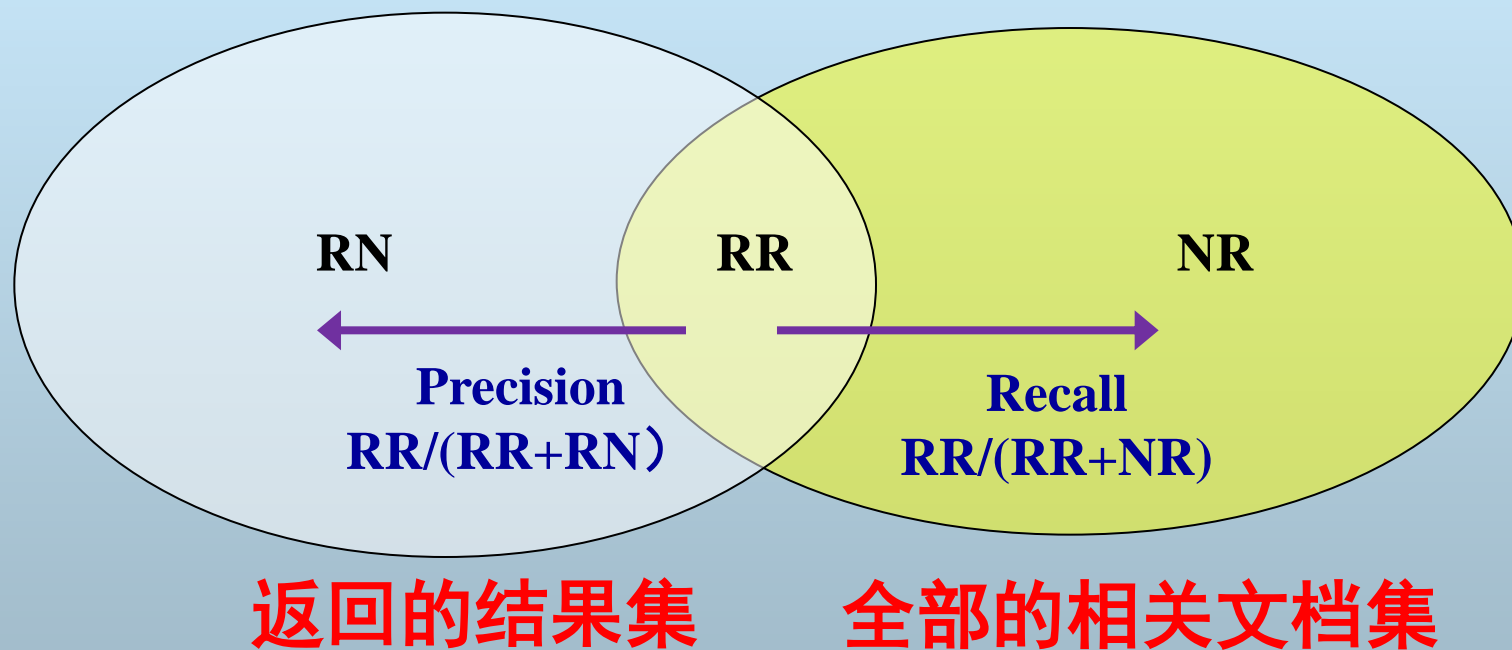 RN RR NR
Precision
RR/(RR+RN）
Recall
RR/(RR+NR)
返回的结果集
全部的相关文档集